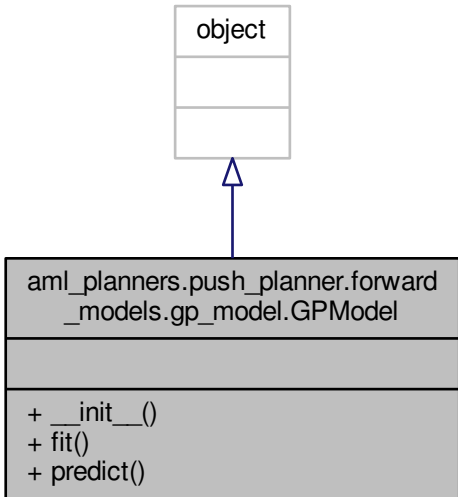 object
aml_planners.push_planner.forward
_models.gp_model.GPModel
+ __init__()
+ fit()
+ predict()